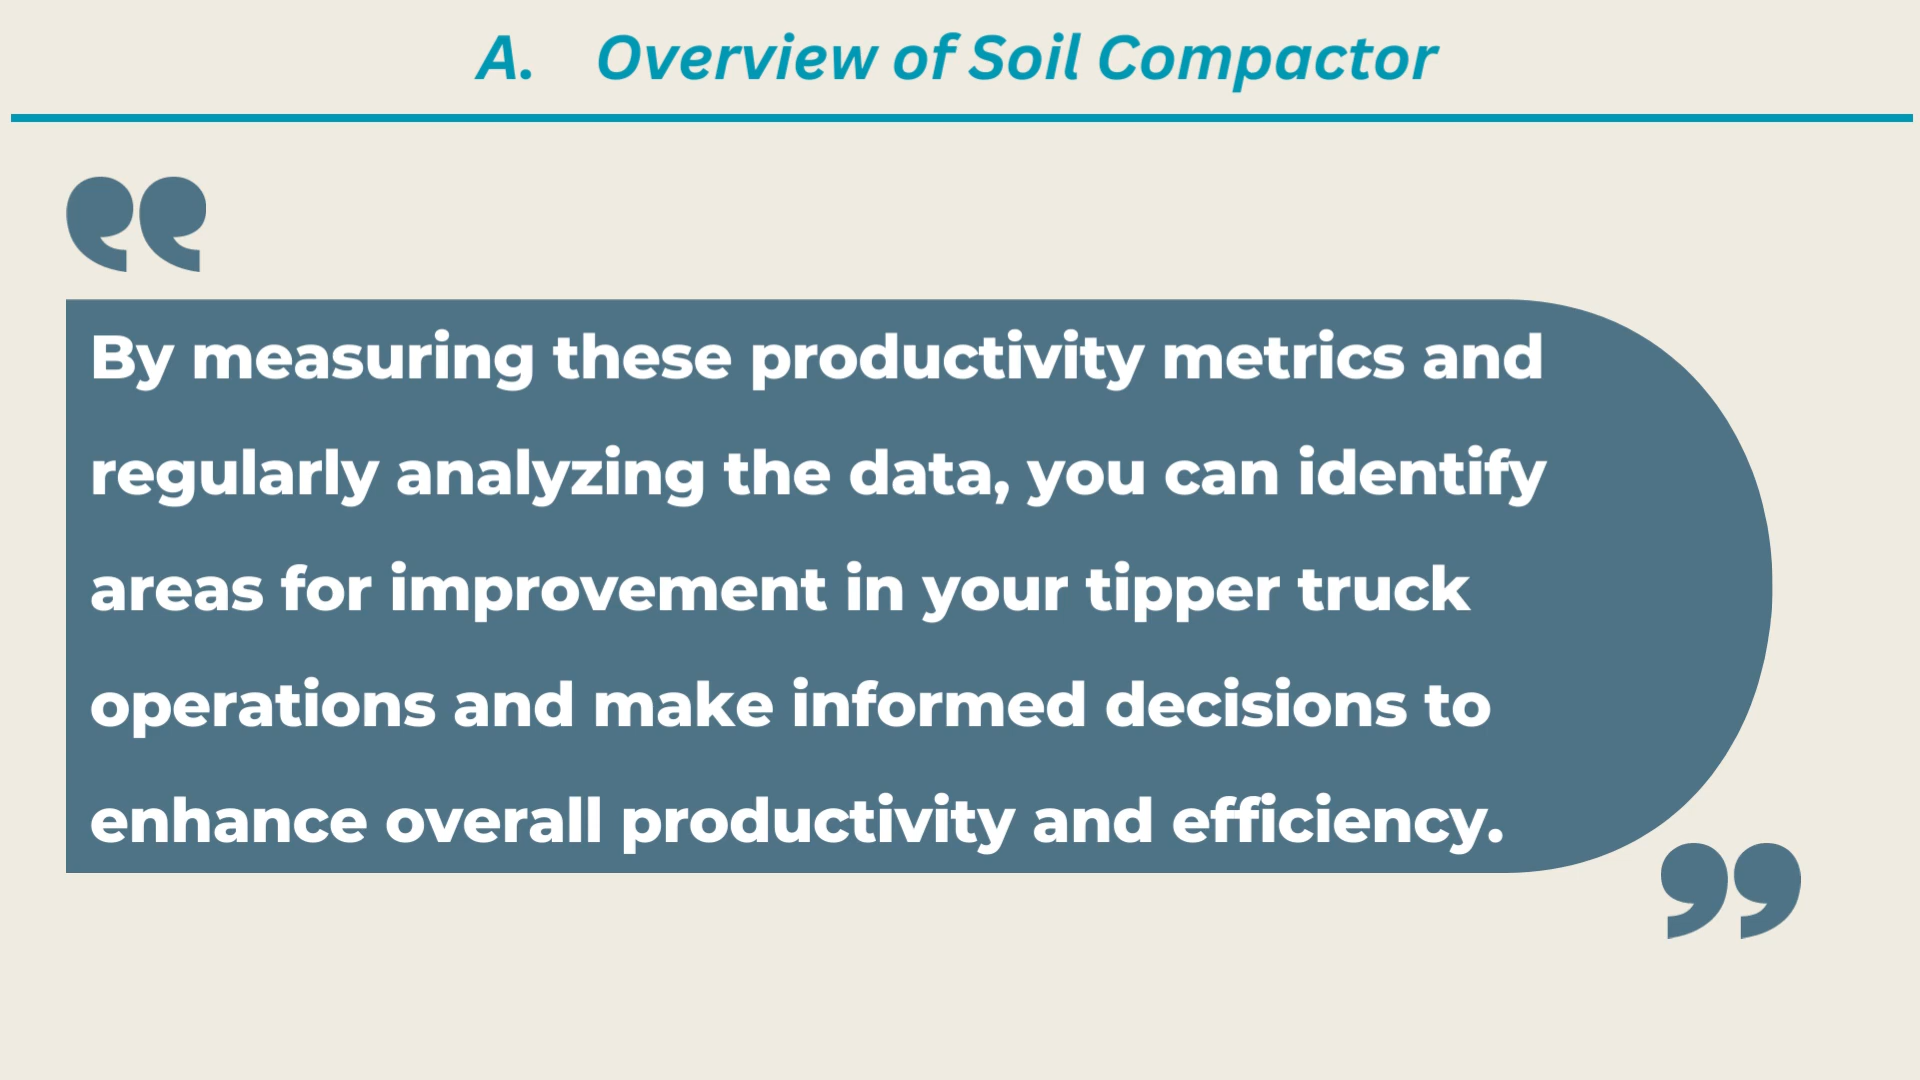 A. Overview of Soil Compactor
“
By measuring these productivity metrics and
regularly analyzing the data, you can identify
areas for improvement in your tipper truck
operations and make informed decisions to
enhance overall productivity and efficiency.
”